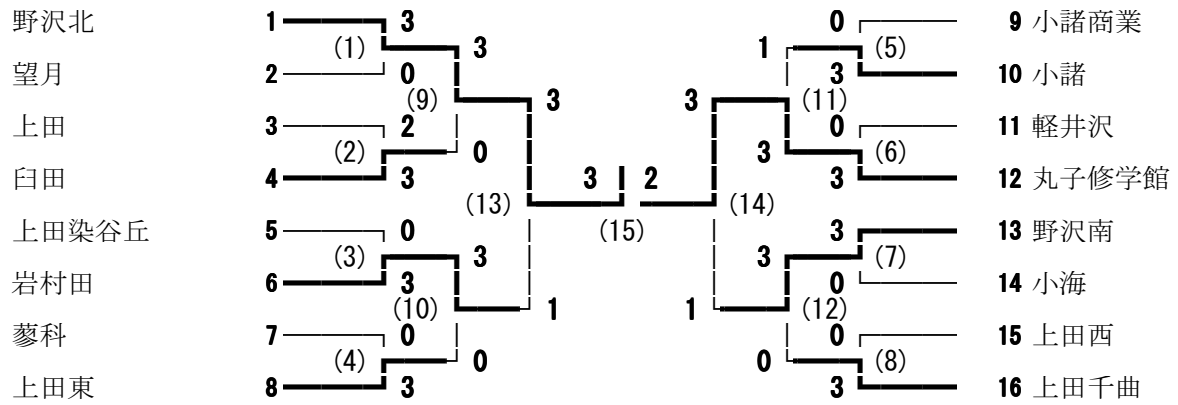 野沢北 1 3 0 9 小諸商業
(1) 3 1 (5)
望月 2 0 3 10 小諸
(9) 3 3 (11)
上田 3 2 0 11 軽井沢
(2) 0 3 (6)
臼田 4 3 3 2 3 12 丸子修学館
(13) (14)
上田染谷丘 5 0 (15) 3 13 野沢南
(3) 3 3 (7)
岩村田 6 3 0 14 小海
(10) 1 1 (12)
蓼科 7 0 0 15 上田西
(4) 0 0 (8)
上田東 8 3 3 16 上田千曲